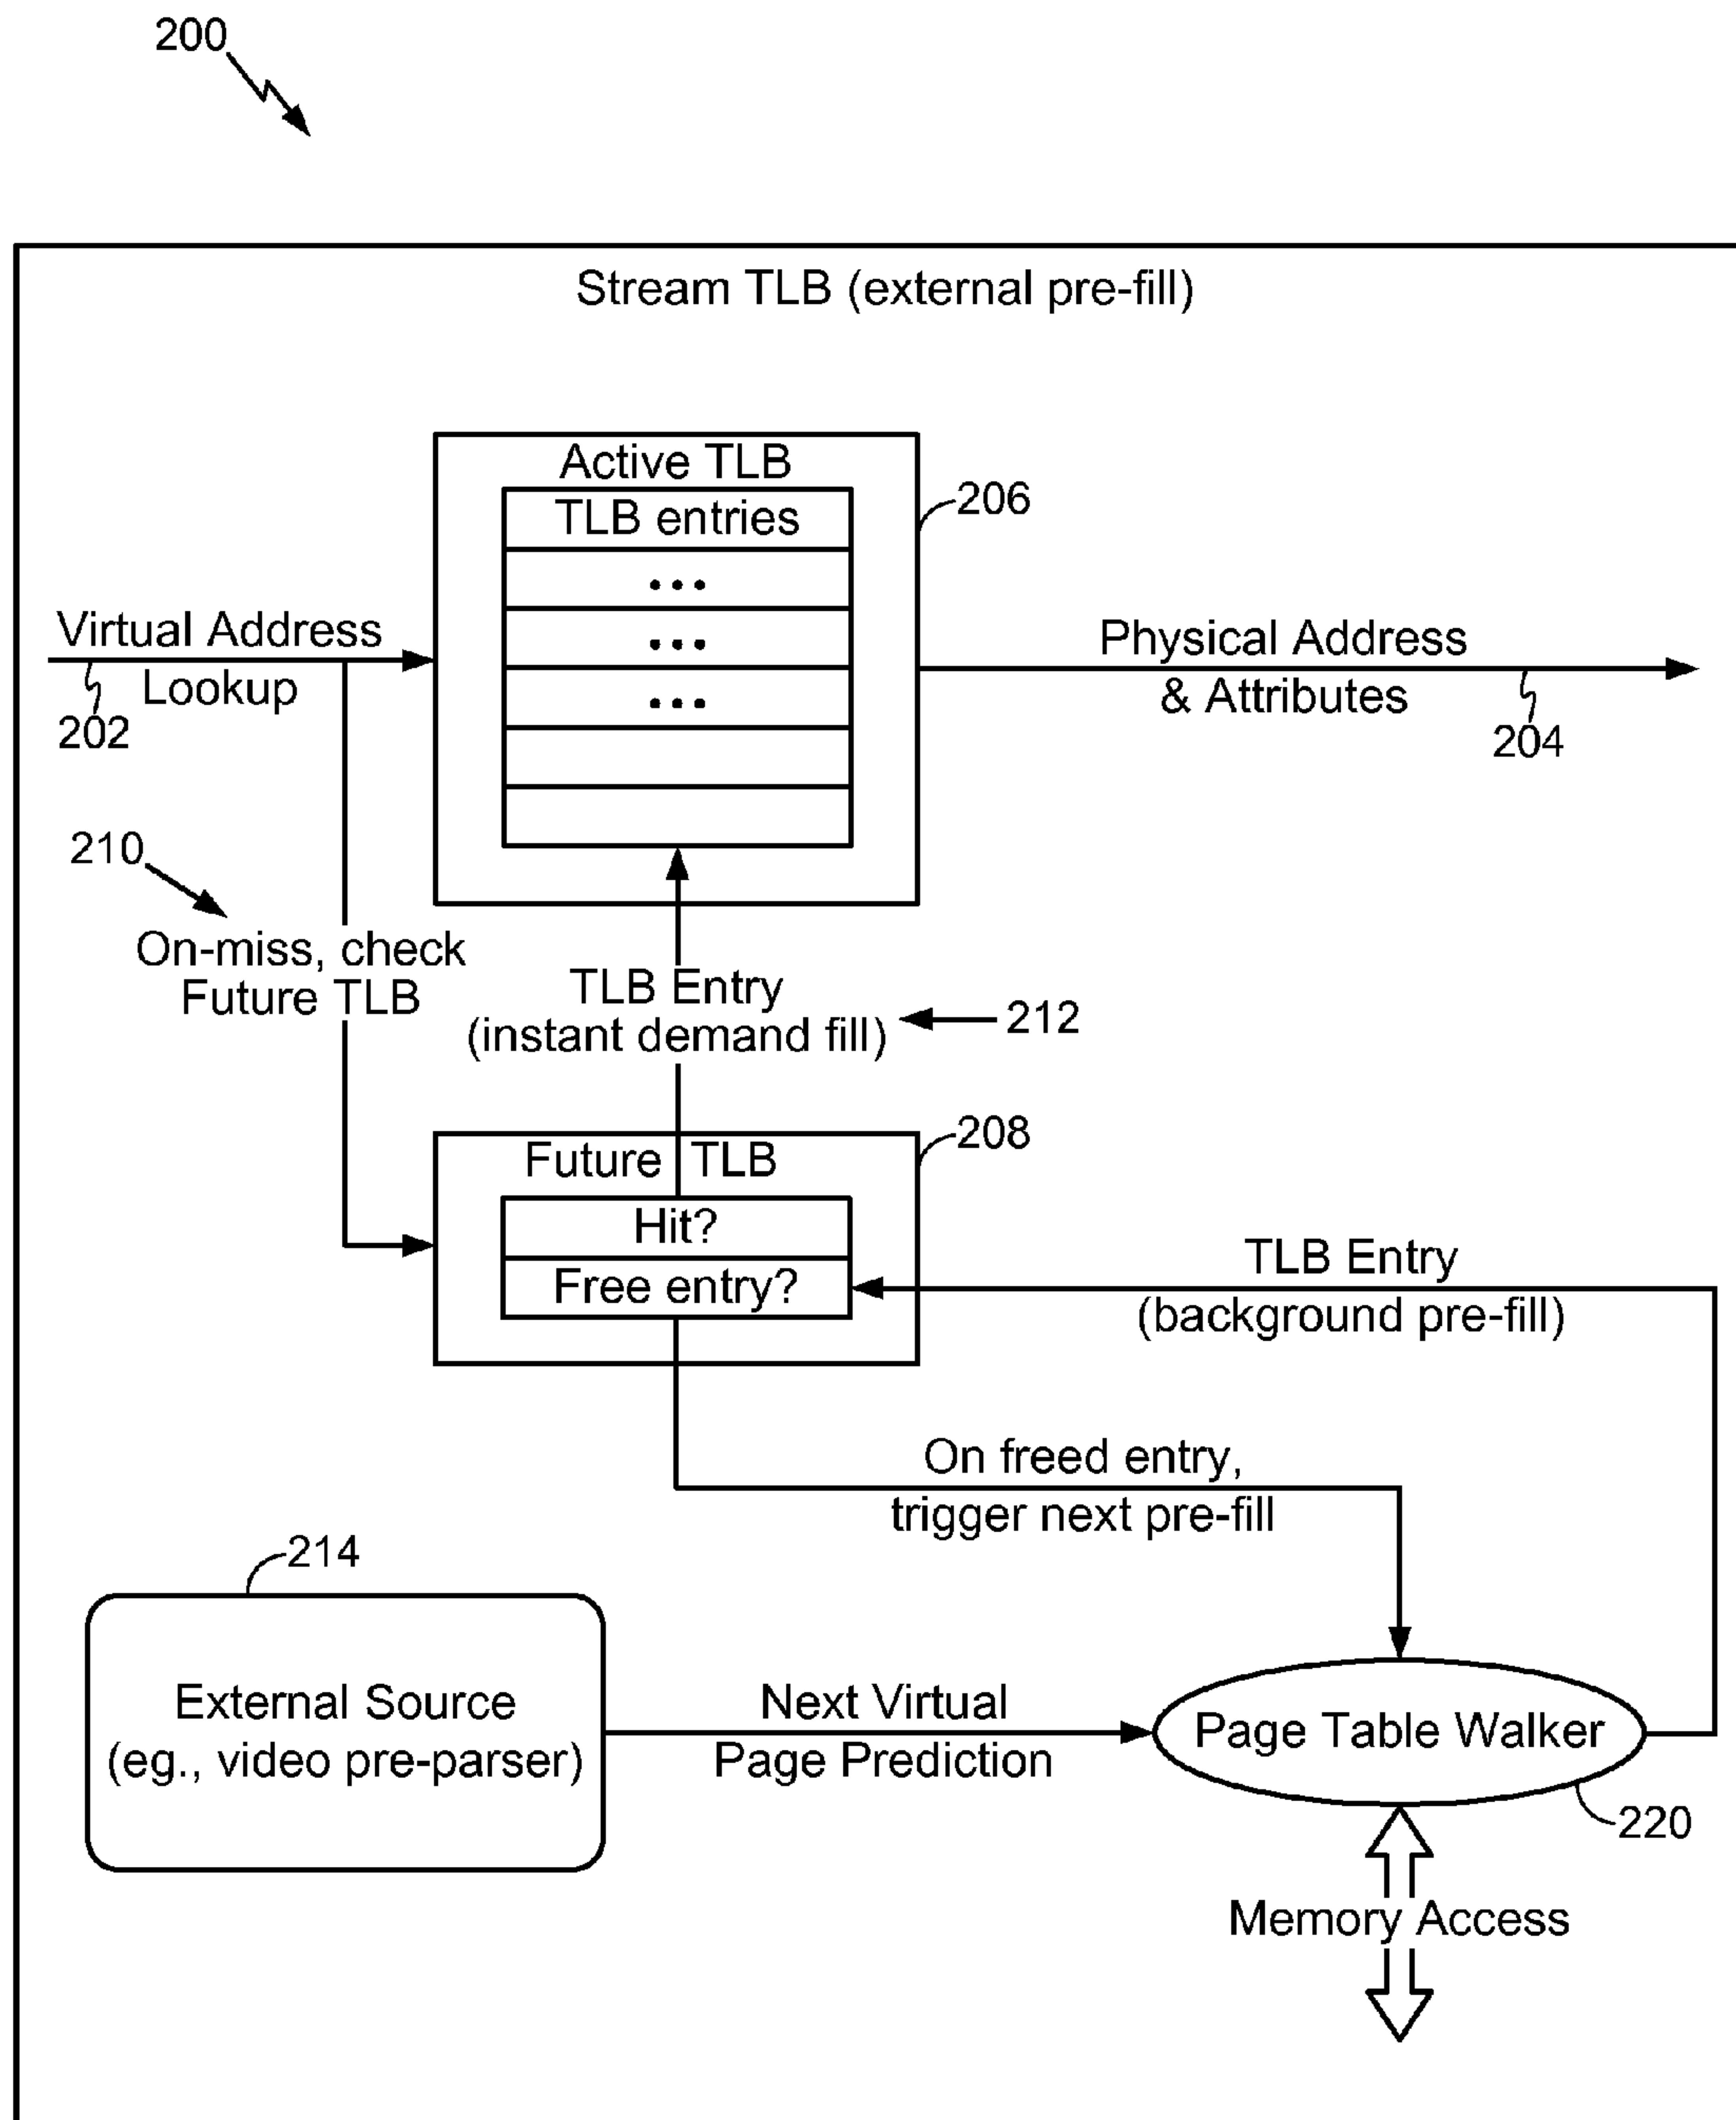 200
Stream TLB (external pre-fill)
Active TLB
TLB entries
...
...
...
206
Virtual Address
Lookup
202
Physical Address
& Attributes
204
210
On-miss, check
Future TLB
TLB Entry
(instant demand fill)
212
208
Future TLB
Hit?
Free entry?
TLB Entry
(background pre-fill)
On freed entry,
trigger next pre-fill
214
External Source
(eg., video pre-parser)
Next Virtual
Page Prediction
Page Table Walker
220
Memory Access